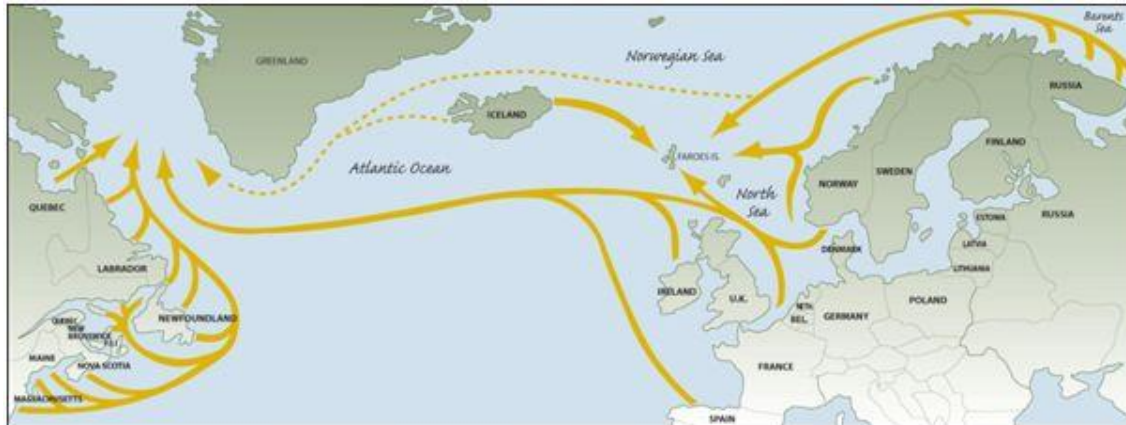 Barents
Sea
Norwegian Sea
GREENLAND
RUSSIA
ICELAND
FINLAND
FAROES IS.
Atlantic Ocean
NORWAY
SWEDEN
North
Sea
QUEBEC
RUSSIA
ESTONIA
DENMARK
LATVIA
LABRADOR
LITHUANIA
IRELAND
U.K.
NETH.
BEL.
GERMANY
POLAND
QUEBEC
NEWFOUNDLAND
NEW
BRUNSWICK
P.E.I
MAINE
NOVA SCOTIA
FRANCE
MASSACHUSETTS
SPAIN